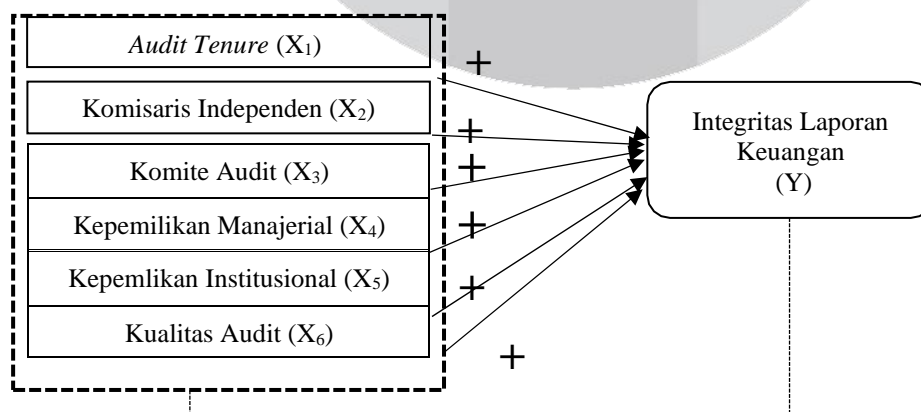 Audit Tenure (X₁)
+
Komisaris Independen (X₂)
+
Komite Audit (X₃)
+
Kepemilikan Manajerial (X₄)
+
Kepemlikan Institusional (X₅)
+
Kualitas Audit (X₆)
+
Integritas Laporan
Keuangan
(Y)